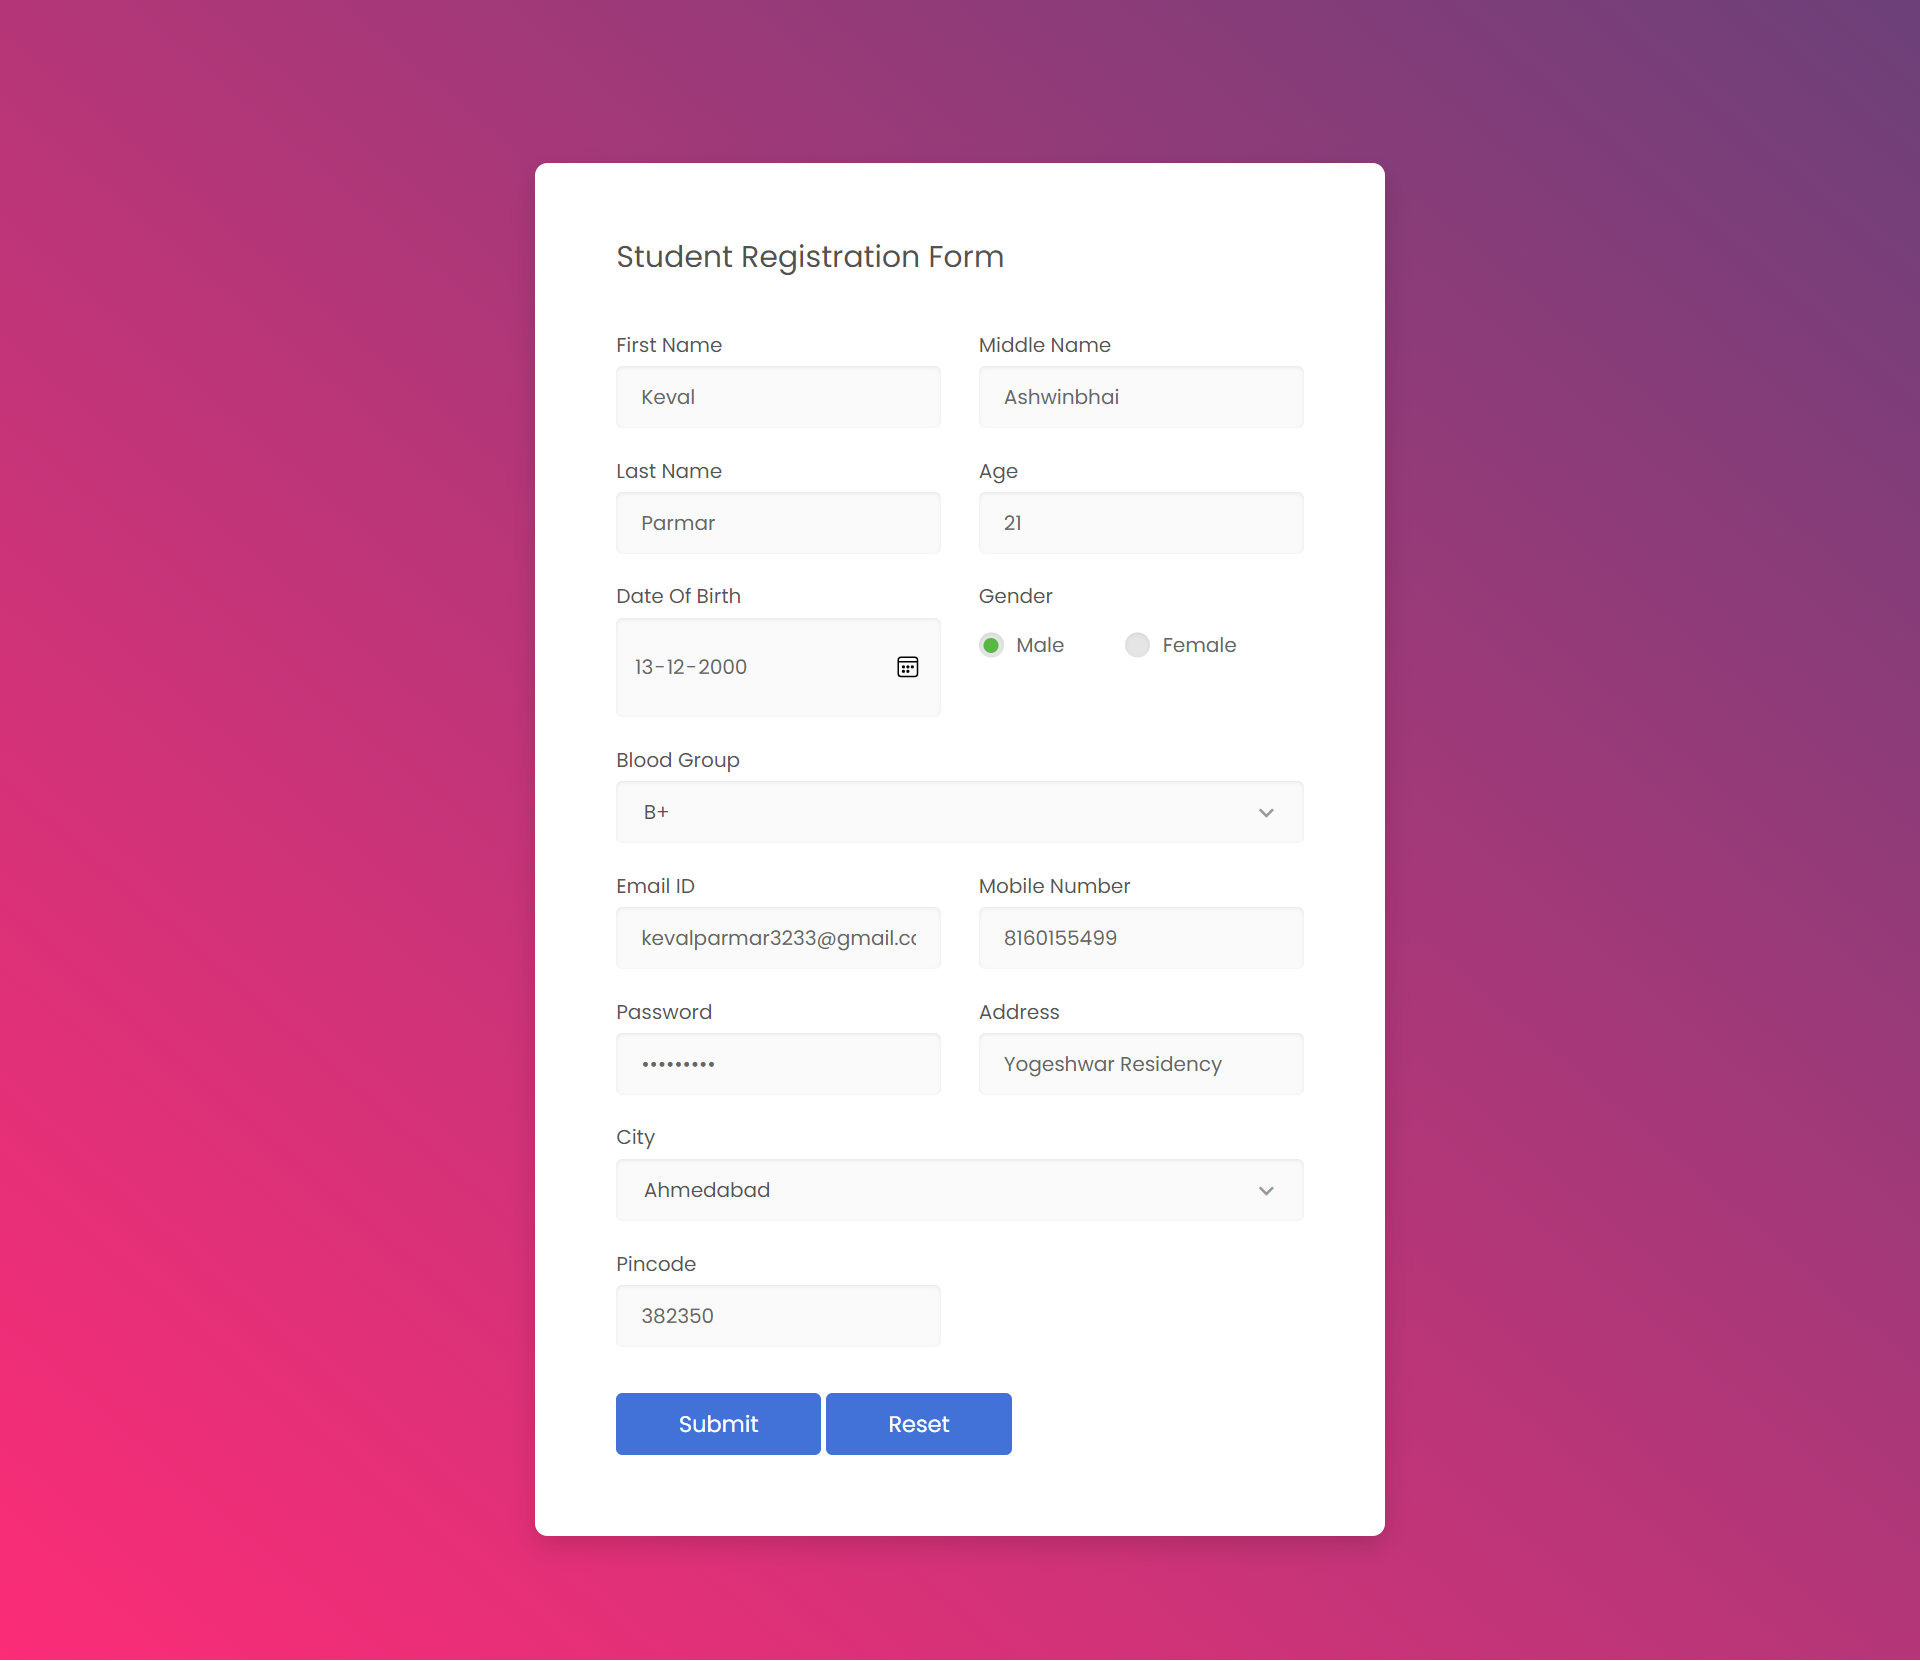 Student Registration Form
First Name
Middle Name
Keval
Ashwinbhai
Last Name
Age
Parmar
21
Date Of Birth
Gender
13-12-2000
Male
Female
Blood Group
B+
Email ID
Mobile Number
kevalparmar3233@gmail.co
8160155499
Password
Address
•••••••••
Yogeshwar Residency
City
Ahmedabad
Pincode
382350
Submit
Reset